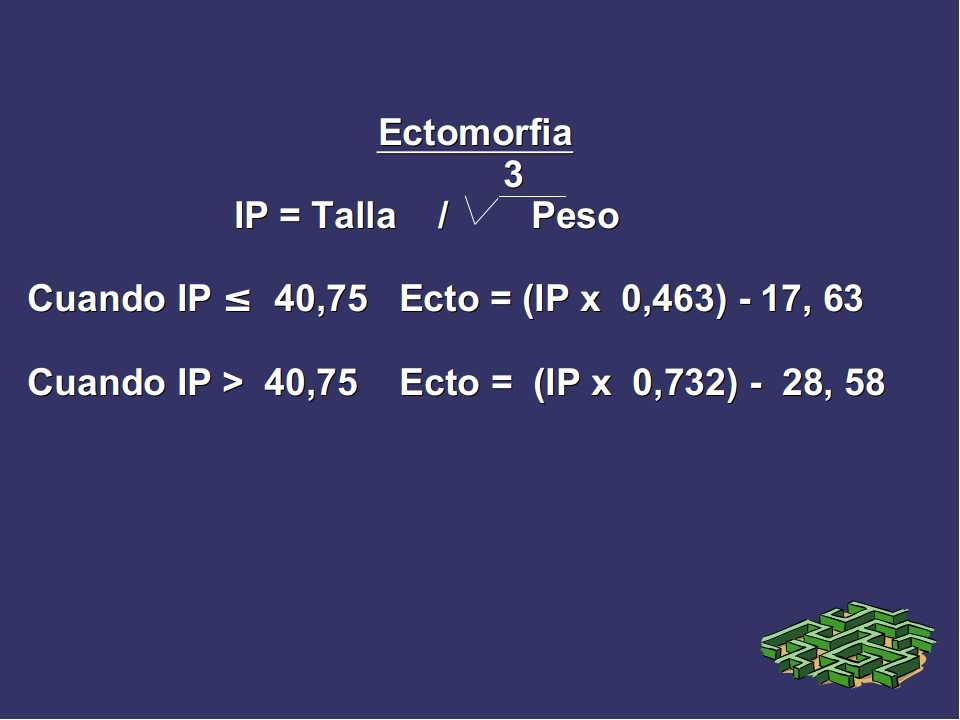 Ectomorfia
3
IP = Talla / √ Peso
Cuando IP ≤ 40,75 Ecto = (IP x 0,463) - 17, 63
Cuando IP > 40,75 Ecto = (IP x 0,732) - 28, 58